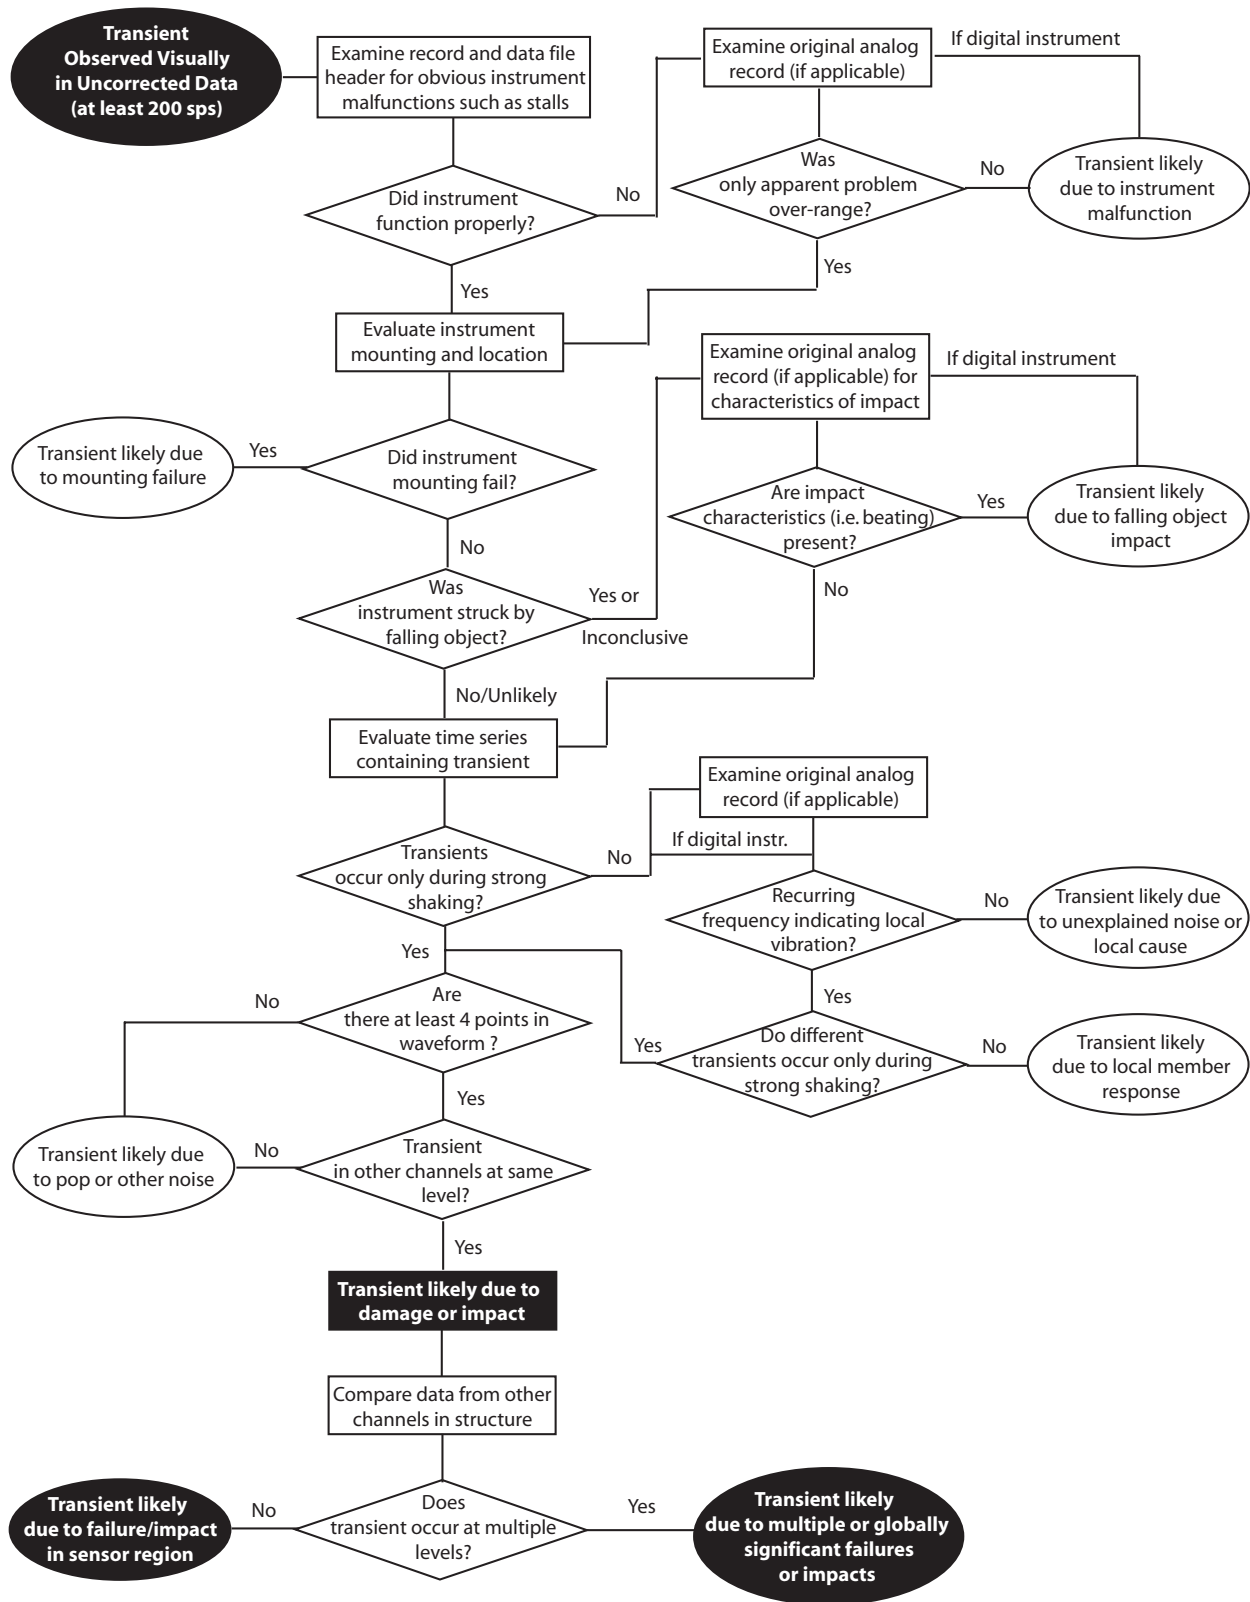 Transient
Observed Visually
in Uncorrected Data
(at least 200 sps)
Examine record and data file
header for obvious instrument
malfunctions such as stalls
Examine original analog
record (if applicable)
If digital instrument
Did instrument
function properly?
No
Was
only apparent problem
over-range?
No
Transient likely
due to instrument
malfunction
Yes
Yes
Evaluate instrument
mounting and location
Examine original analog
record (if applicable) for
characteristics of impact
If digital instrument
Transient likely due
to mounting failure
Yes
Did instrument
mounting fail?
Are impact
characteristics (i.e. beating)
present?
Yes
Transient likely
due to falling object
impact
No
No
Was
instrument struck by
falling object?
Yes or
Inconclusive
No/Unlikely
Evaluate time series
containing transient
Examine original analog
record (if applicable)
If digital instr.
Transients
occur only during strong
shaking?
No
Recurring
frequency indicating local
vibration?
No
Transient likely due
to unexplained noise or
local cause
Yes
Yes
No
Are
there at least 4 points in
waveform ?
Yes
Do different
transients occur only during
strong shaking?
No
Transient likely
due to local member
response
Yes
Transient likely due
to pop or other noise
No
Transient
in other channels at same
level?
Yes
Transient likely due to
damage or impact
Compare data from other
channels in structure
Transient likely
due to failure/impact
in sensor region
No
Does
transient occur at multiple
levels?
Yes
Transient likely
due to multiple or globally
significant failures
or impacts